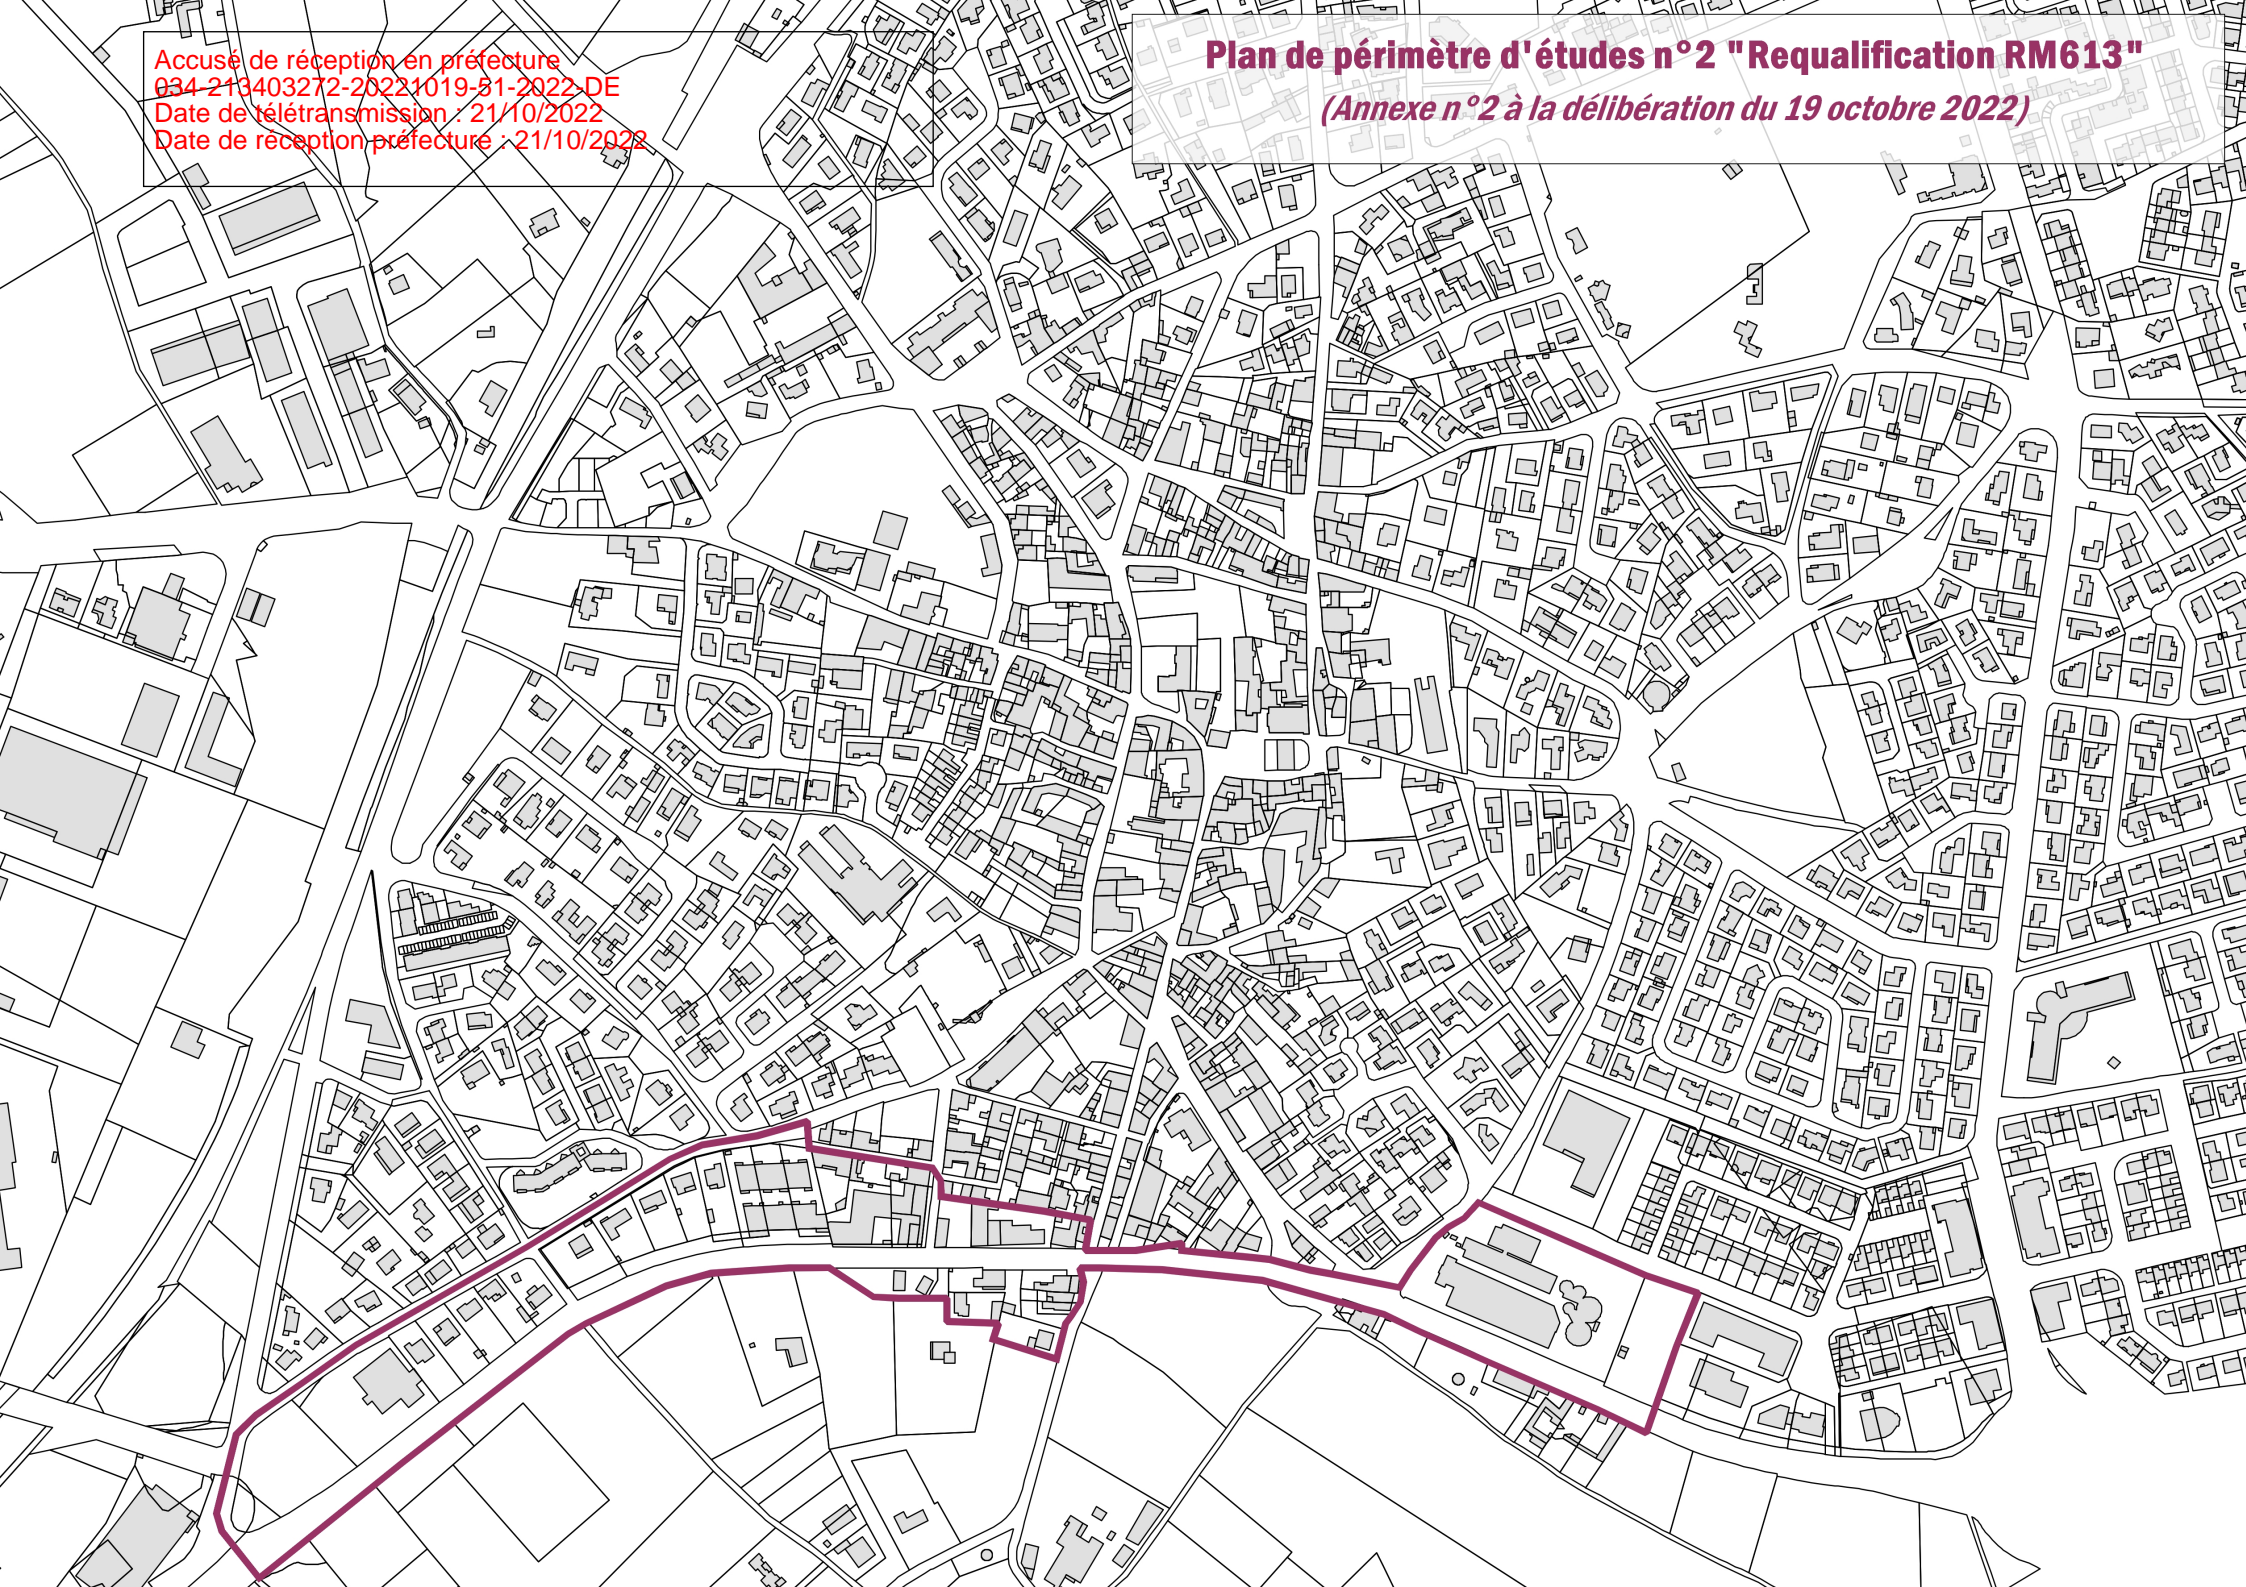 Accusé de réception en préfecture
034-213403272-20221019-51-2022-DE
Date de télétransmission : 21/10/2022
Date de réception préfecture : 21/10/2022
Plan de périmètre d'études n°2 "Requalification RM613"
(Annexe n°2 à la délibération du 19 octobre 2022)